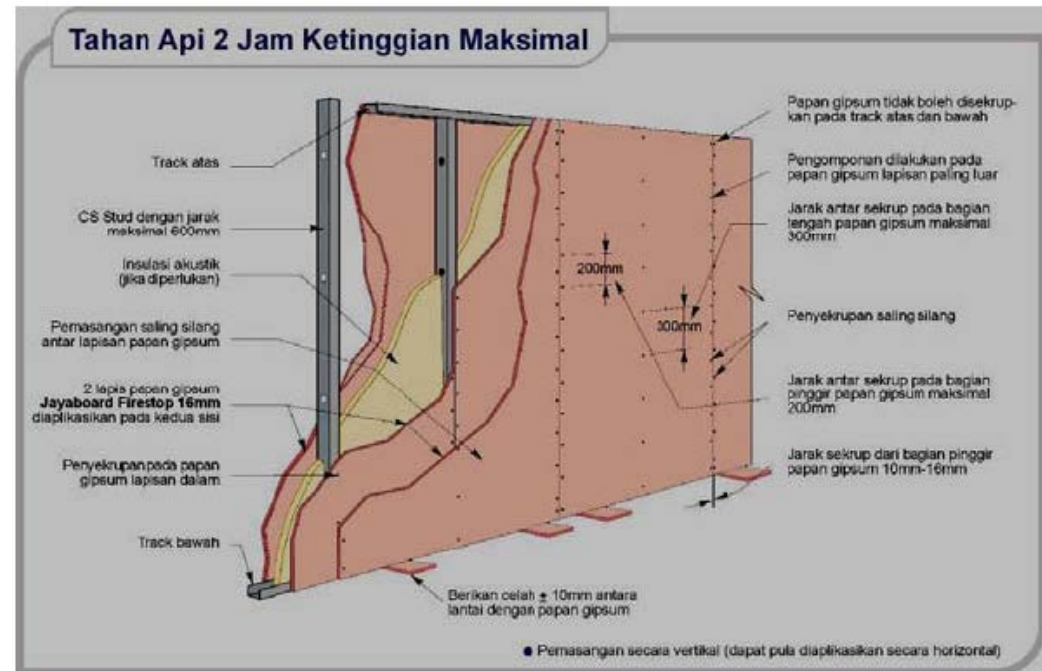 Tahan Api 2 Jam Ketinggian Maksimal
Track atas
CS Stud dengan jarak
maksimal 600mm
Insulasi akustik
(jika diperlukan)
Pemasangan saling silang
antar lapisan papan gipsum
2 lapis papan gipsum
Jayaboard Firestop 16mm
diaplikasikan pada kedua sisi
Penyekrupan pada papan
gipsum lapisan dalam
Track bawah
200mm
300mm
Papan gipsum tidak boleh disekrup-
kan pada track atas dan bawah
Pengomponan dilakukan pada
papan gipsum lapisan paling luar
Jarak antar sekrup pada bagian
tengah papan gipsum maksimal
300mm
Penyekrupan saling silang
Jarak antar sekrup pada bagian
pinggir papan gipsum maksimal
200mm
Jarak sekrup dari bagian pinggir
papan gipsum 10mm-16mm
Berikan celah ± 10mm antara
lantai dengan papan gipsum
● Pemasangan secara vertikal (dapat pula diaplikasikan secara horizontal)